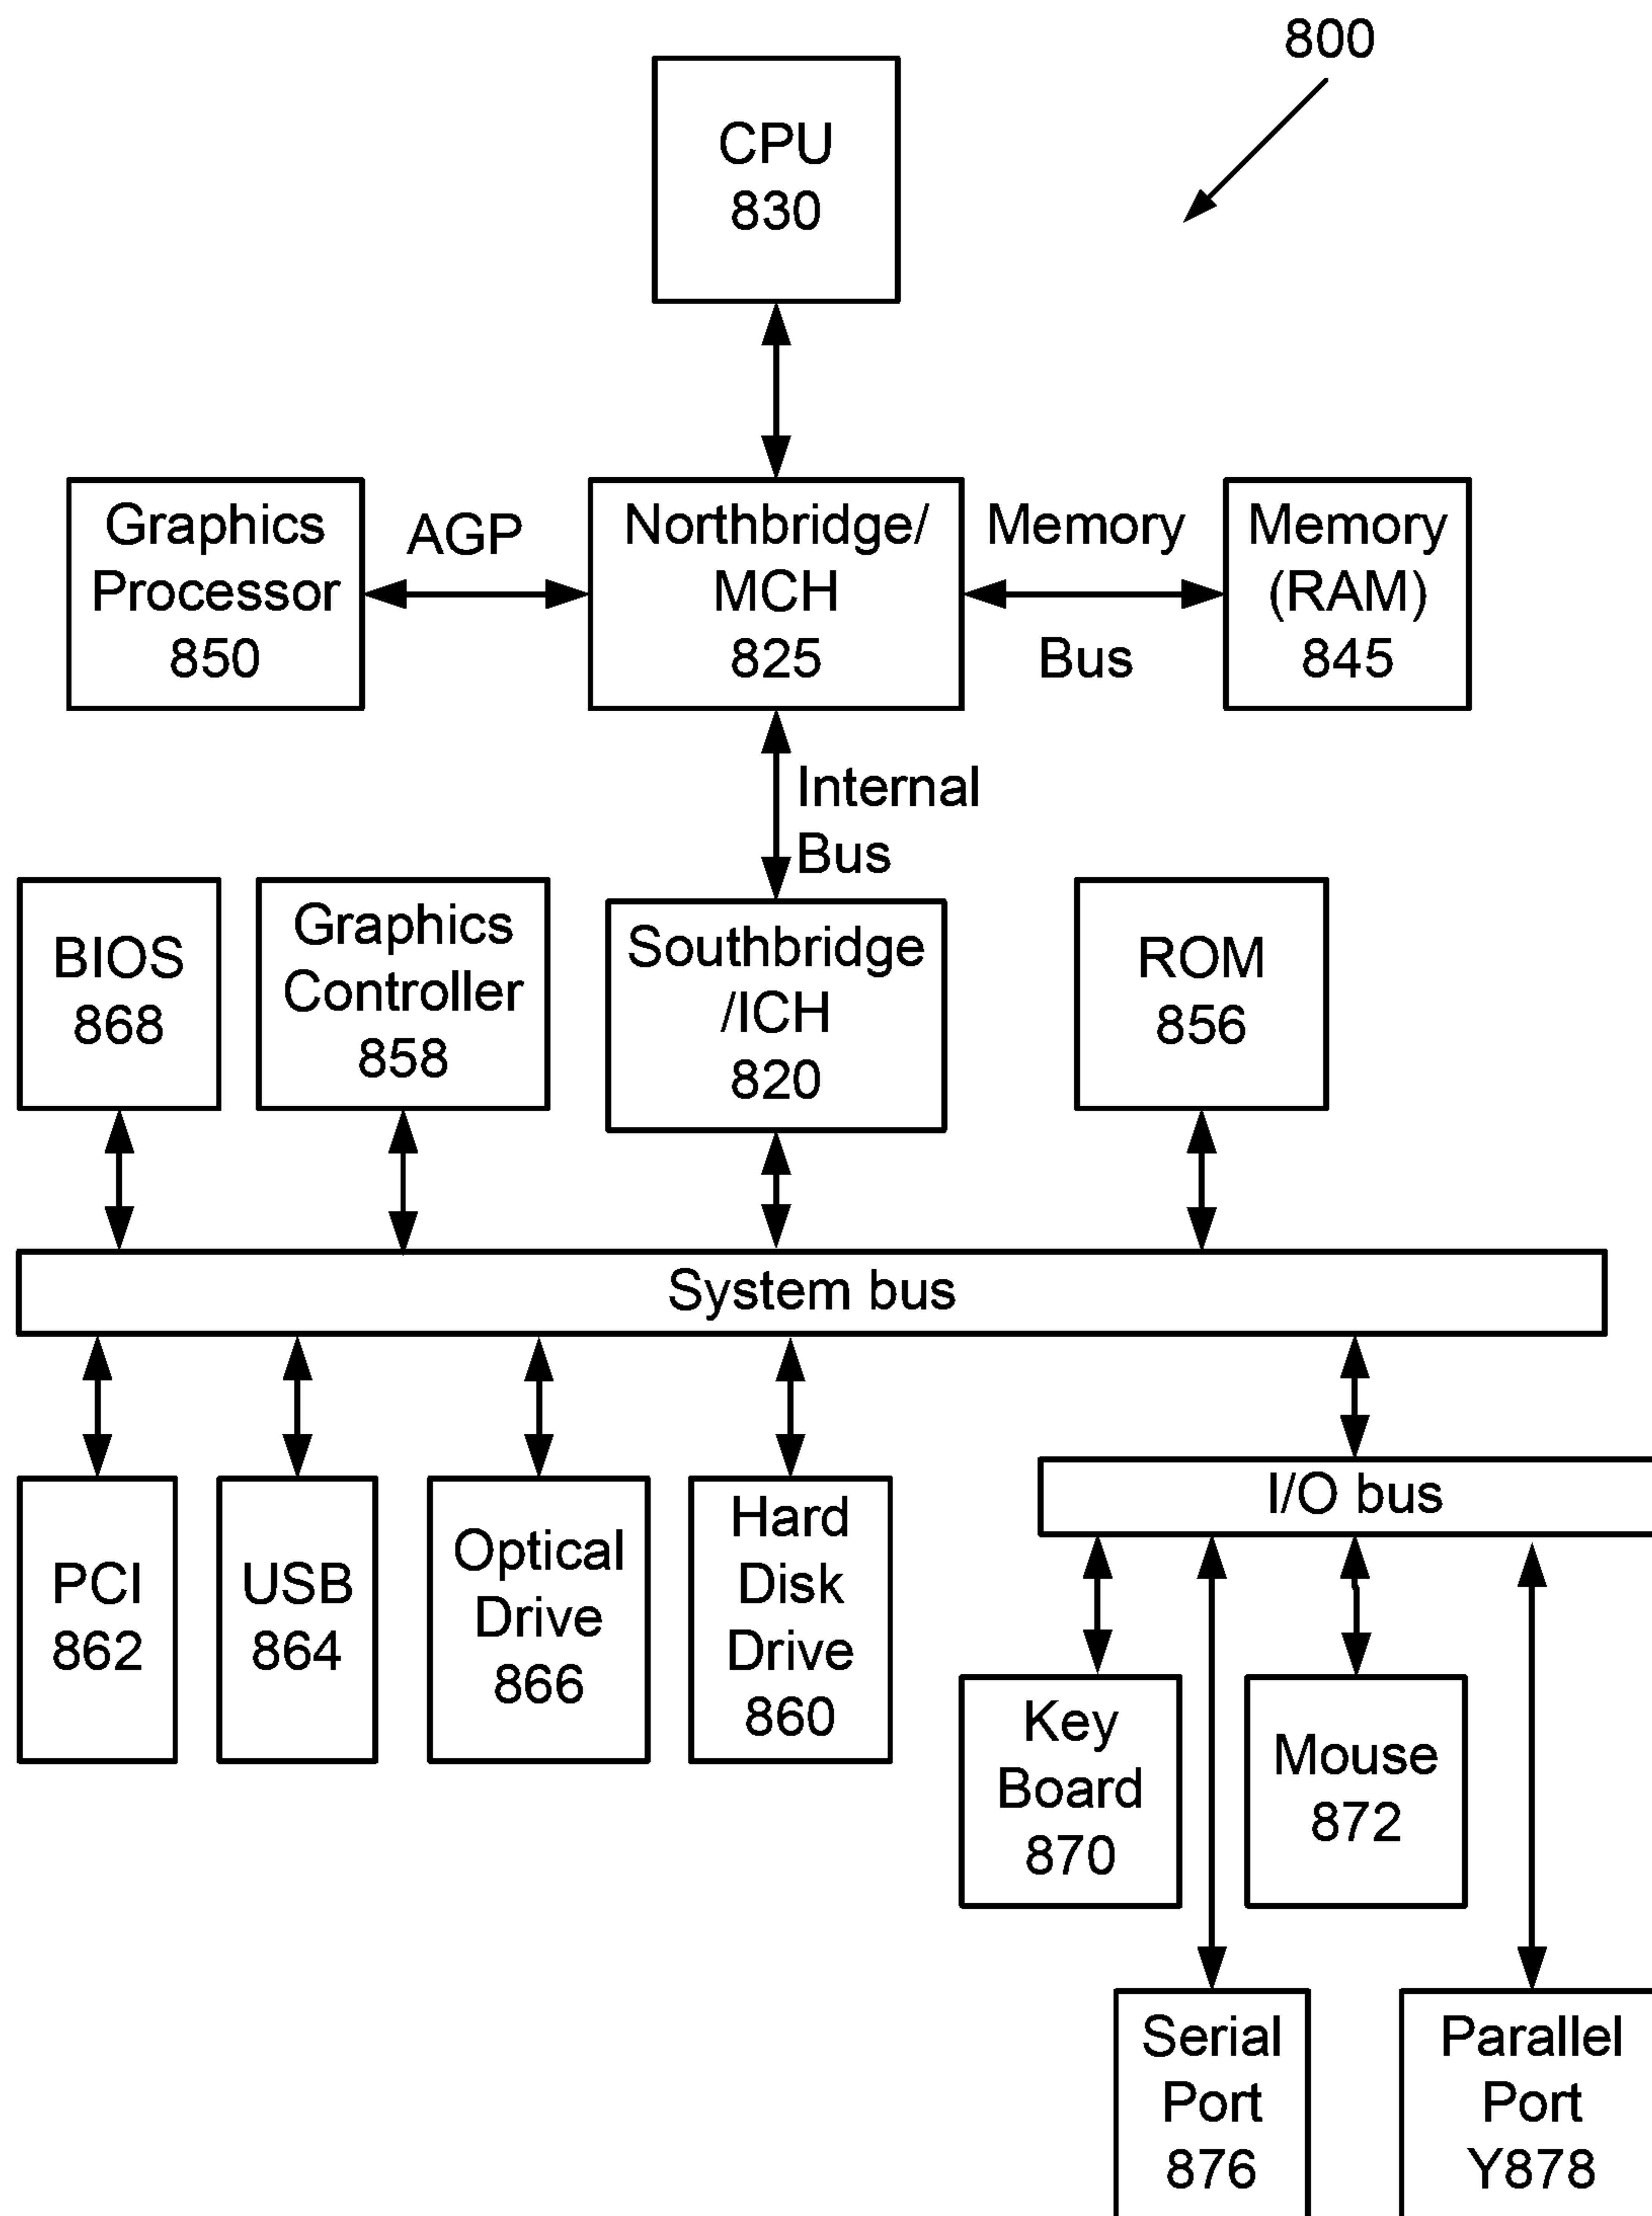 800
CPU
830
Graphics
Processor
850
AGP
Northbridge/
MCH
825
Memory
Bus
Memory
(RAM)
845
Internal
Bus
BIOS
868
Graphics
Controller
858
Southbridge
/ICH
820
ROM
856
System bus
PCI
862
USB
864
Optical
Drive
866
Hard
Disk
Drive
860
I/O bus
Key
Board
870
Mouse
872
Serial
Port
876
Parallel
Port
Y878